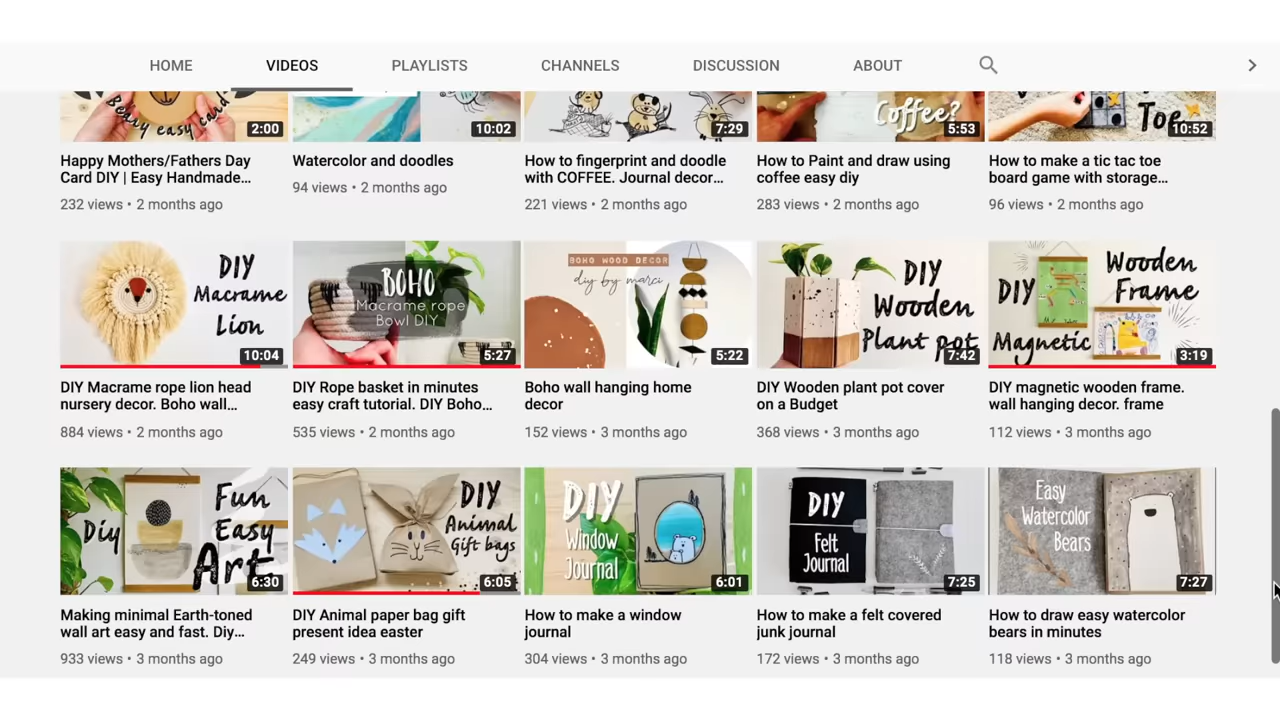 HOME VIDEOS PLAYLISTS CHANNELS DISCUSSION ABOUT
Beary easy card
2:00
10:02
7:29
Coffee?
5:53
Toe
10:52
Happy Mothers/Fathers Day
Card DIY | Easy Handmade...
232 views • 2 months ago
Watercolor and doodles
94 views • 2 months ago
How to fingerprint and doodle
with COFFEE. Journal decor...
221 views • 2 months ago
How to Paint and draw using
coffee easy diy
283 views • 2 months ago
How to make a tic tac toe
board game with storage...
96 views • 2 months ago
DIY
Macrame
Lion
10:04
BOHO
Macrame rope
Bowl DIY
5:27
BOHO WOOD DECOR
diy by marci
5:22
DIY
Wooden
Plant pot
7:42
DIY
Wooden
Frame
Magnetic
3:19
DIY Macrame rope lion head
nursery decor. Boho wall...
884 views • 2 months ago
DIY Rope basket in minutes
easy craft tutorial. DIY Boho...
535 views • 2 months ago
Boho wall hanging home
decor
152 views • 3 months ago
DIY Wooden plant pot cover
on a Budget
368 views • 3 months ago
DIY magnetic wooden frame.
wall hanging decor. frame
112 views • 3 months ago
Diy
Fun
Easy
Art
6:30
DIY
Animal
Gift bags
6:05
DIY
Window
Journal
6:01
DIY
Felt
Journal
7:25
Easy
Watercolor
Bears
7:27
Making minimal Earth-toned
wall art easy and fast. Diy...
933 views • 3 months ago
DIY Animal paper bag gift
present idea easter
249 views • 3 months ago
How to make a window
journal
304 views • 3 months ago
How to make a felt covered
junk journal
172 views • 3 months ago
How to draw easy watercolor
bears in minutes
118 views • 3 months ago